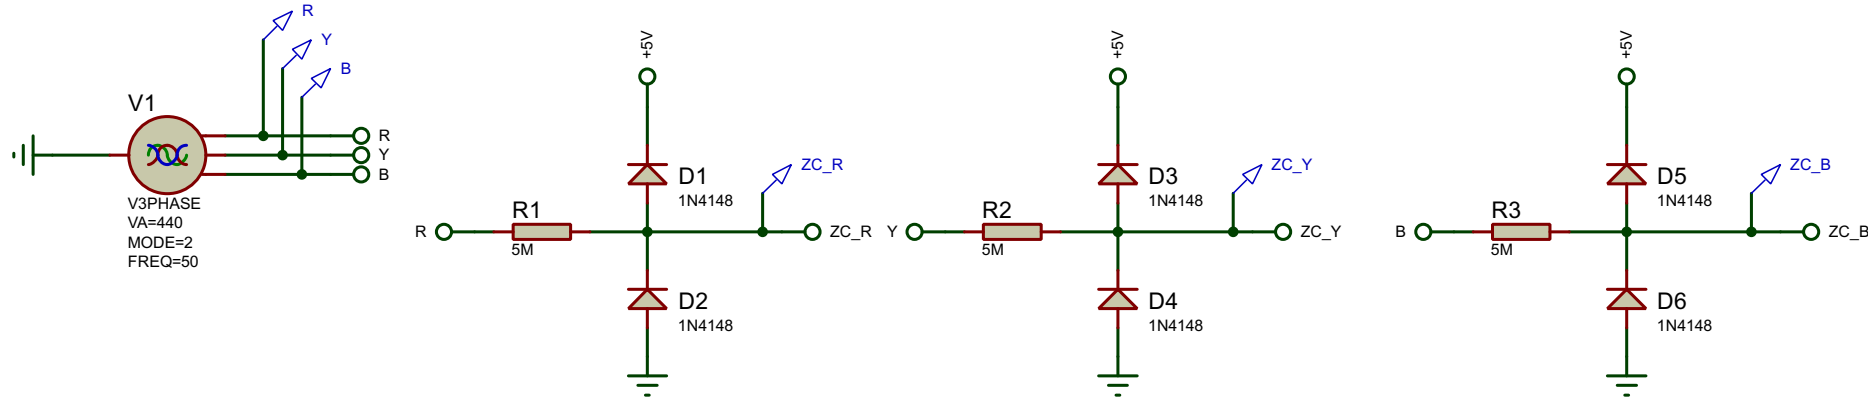 R
Y
B
V1
R
Y
B
V3PHASE
VA=440
MODE=2
FREQ=50
+5V
D1
1N4148
ZC_R
R
R1
5M
ZC_R
D2
1N4148
+5V
D3
1N4148
ZC_Y
Y
R2
5M
ZC_Y
D4
1N4148
+5V
D5
1N4148
ZC_B
B
R3
5M
ZC_B
D6
1N4148